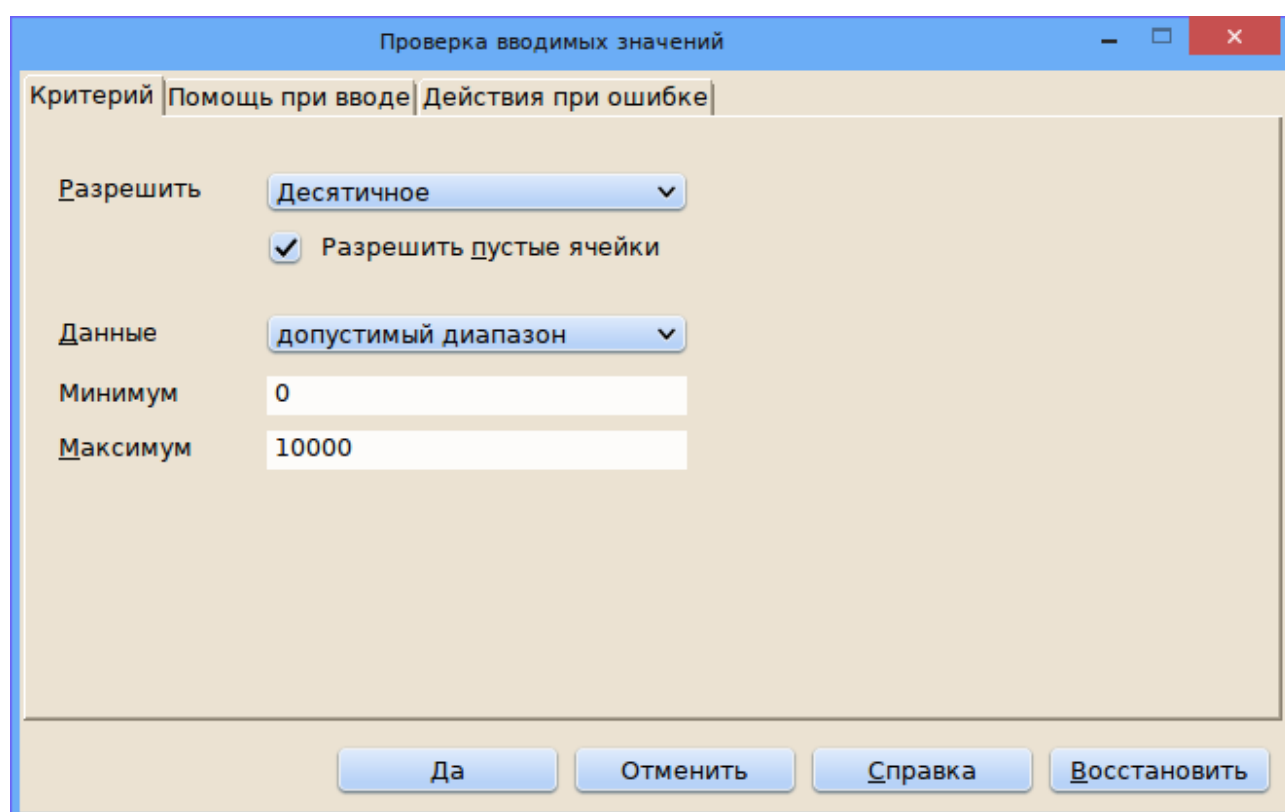 Проверка вводимых значений
Критерий Помощь при вводе Действия при ошибке
Разрешить Десятичное
Разрешить пустые ячейки
Данные допустимый диапазон
Минимум 0
Максимум 10000
Да Отменить Справка Восстановить